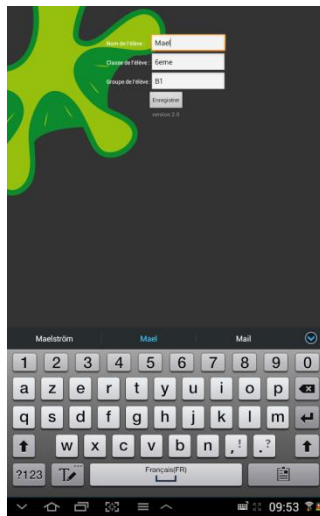 Nom de l'élève : Mael
Classe de l'élève : 6eme
Groupe de l'élève : B1
Enregistrer
version 2.0
Maelström Mael Mail
1 2 3 4 5 6 7 8 9 0
a z e r t y u i o p
q s d f g h j k l m
w x c v b n ,! .?
?123 T Français(FR)
09:53